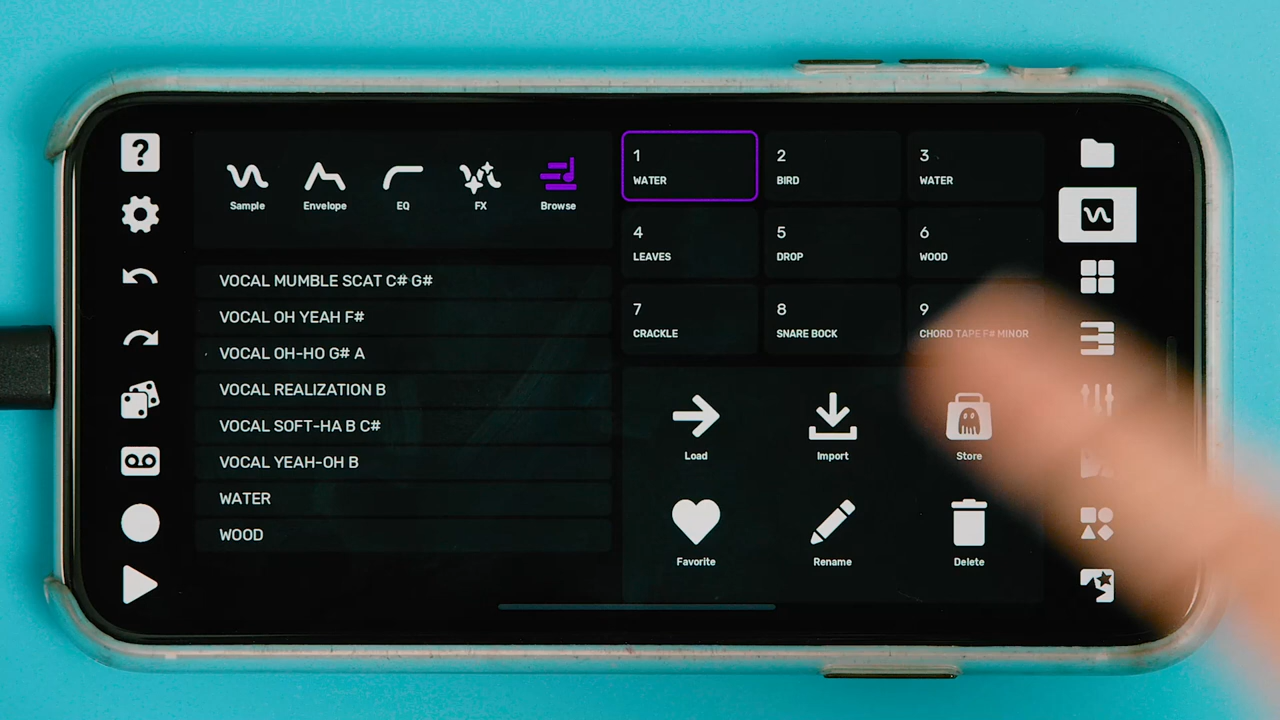 ?
Sample
Envelope
EQ
FX
Browse
VOCAL MUMBLE SCAT C# G#
VOCAL OH YEAH F#
VOCAL OH-HO G# A
VOCAL REALIZATION B
VOCAL SOFT-HA B C#
VOCAL YEAH-OH B
WATER
WOOD
1
WATER
2
BIRD
3
WATER
4
LEAVES
5
DROP
6
WOOD
7
CRACKLE
8
SNARE BOCK
9
CHORD TAPE F# MINOR
Load
Import
Store
Favorite
Rename
Delete